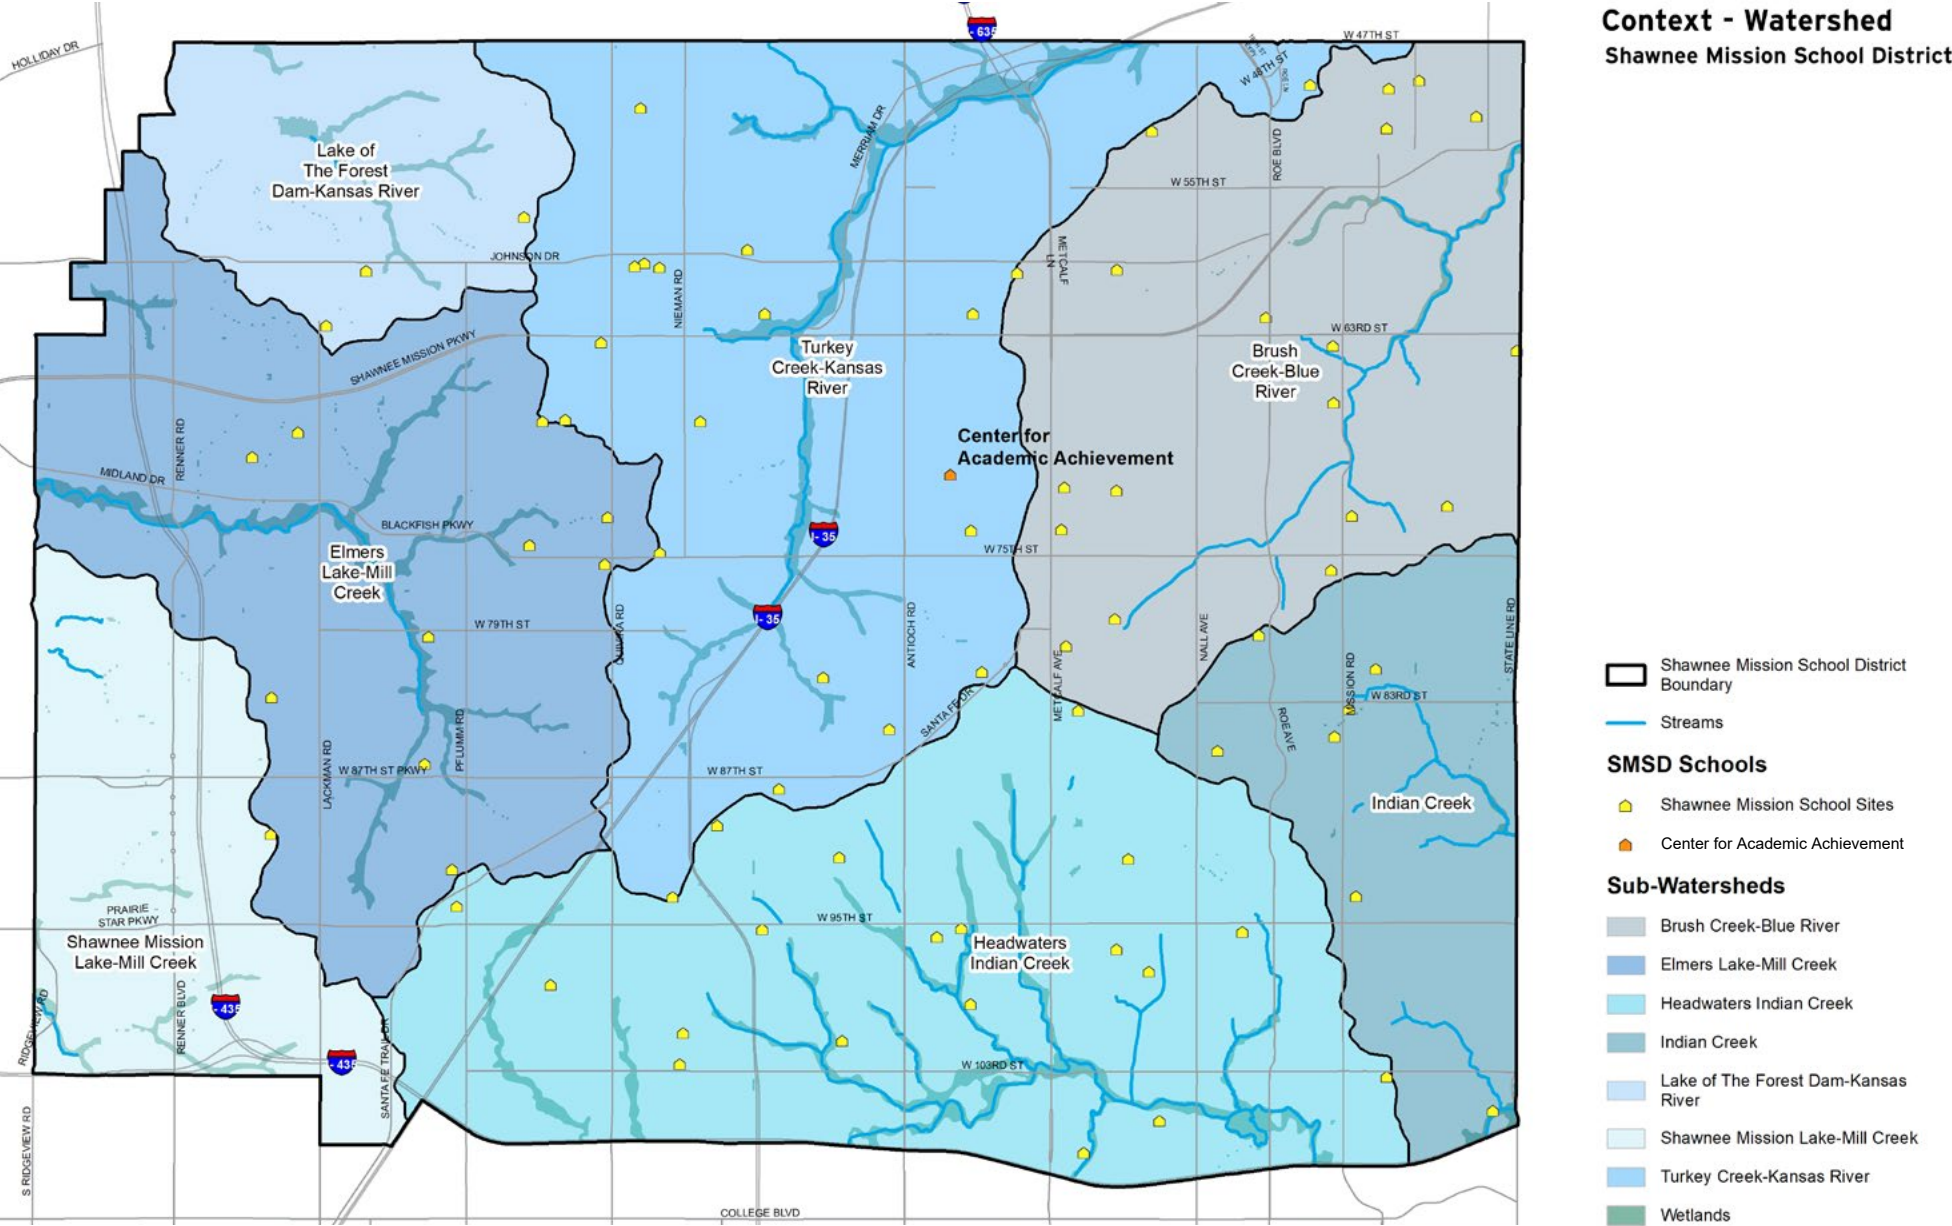 Context - Watershed
Shawnee Mission School District
HOLLIDAY DR
- 635
W 47TH ST
W 48TH ST
MERRIAM DR
ROE BLVD
Lake of
The Forest
Dam-Kansas River
W 55TH ST
JOHNSON DR
METCALF
LN
NIEMAN RD
SHAWNEE MISSION PKWY
Turkey
Creek-Kansas
River
W 63RD ST
Brush
Creek-Blue
River
RENNER RD
MIDLAND DR
Center for
Academic Achievement
BLACKFISH PKWY
I- 35
Elmers
Lake-Mill
Creek
W 75TH ST
I- 35
W 79TH ST
QUIVIRA RD
ANTIOCH RD
NALL AVE
STATE LINE RD
METCALF AVE
MISSION RD
W 83RD ST
SANTA FE DR
ROE AVE
LACKMAN RD
PFLUMM RD
W 87TH ST PKWY
W 87TH ST
Indian Creek
PRAIRIE
STAR PKWY
W 95TH ST
Shawnee Mission
Lake-Mill Creek
Headwaters
Indian Creek
RIDGEVIEW RD
RENNER BLVD
- 435
- 435
SANTA FE TRAIL DR
W 103RD ST
S RIDGEVIEW RD
COLLEGE BLVD
Shawnee Mission School District
Boundary
Streams
SMSD Schools
Shawnee Mission School Sites
Center for Academic Achievement
Sub-Watersheds
Brush Creek-Blue River
Elmers Lake-Mill Creek
Headwaters Indian Creek
Indian Creek
Lake of The Forest Dam-Kansas
River
Shawnee Mission Lake-Mill Creek
Turkey Creek-Kansas River
Wetlands